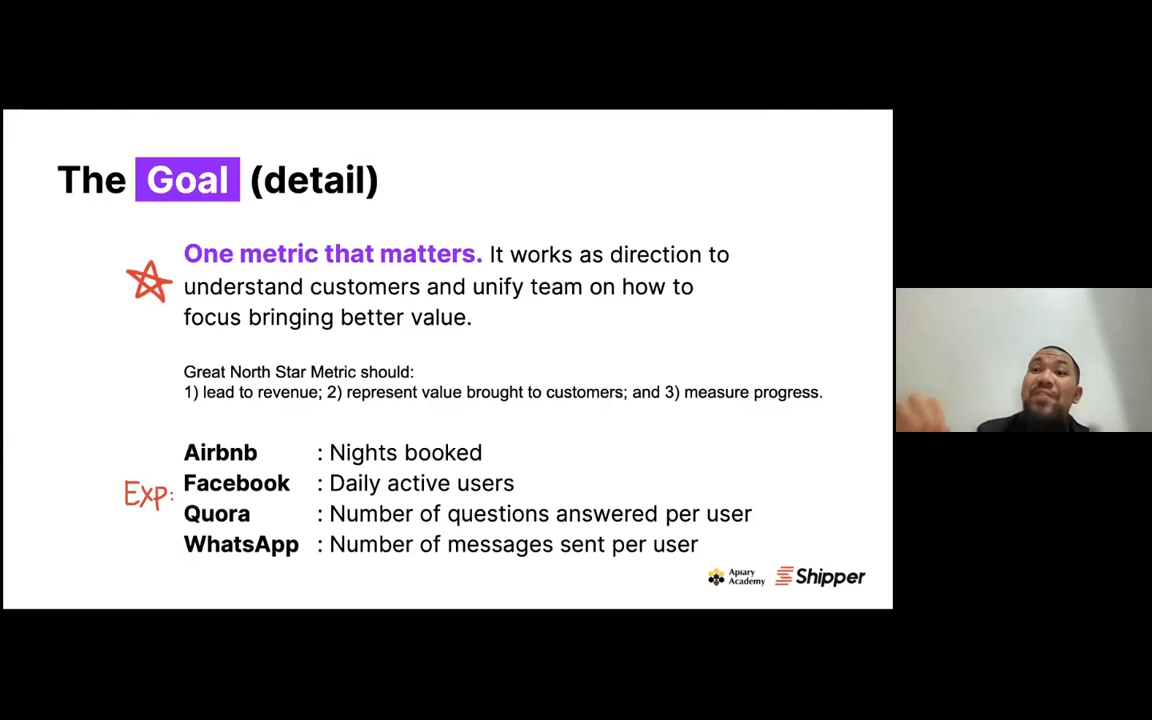 The Goal (detail)
One metric that matters. It works as direction to
understand customers and unify team on how to
focus bringing better value.
Great North Star Metric should:
1) lead to revenue; 2) represent value brought to customers; and 3) measure progress.
Exp:
Airbnb : Nights booked
Facebook : Daily active users
Quora : Number of questions answered per user
WhatsApp : Number of messages sent per user
Apiary
Academy
Shipper